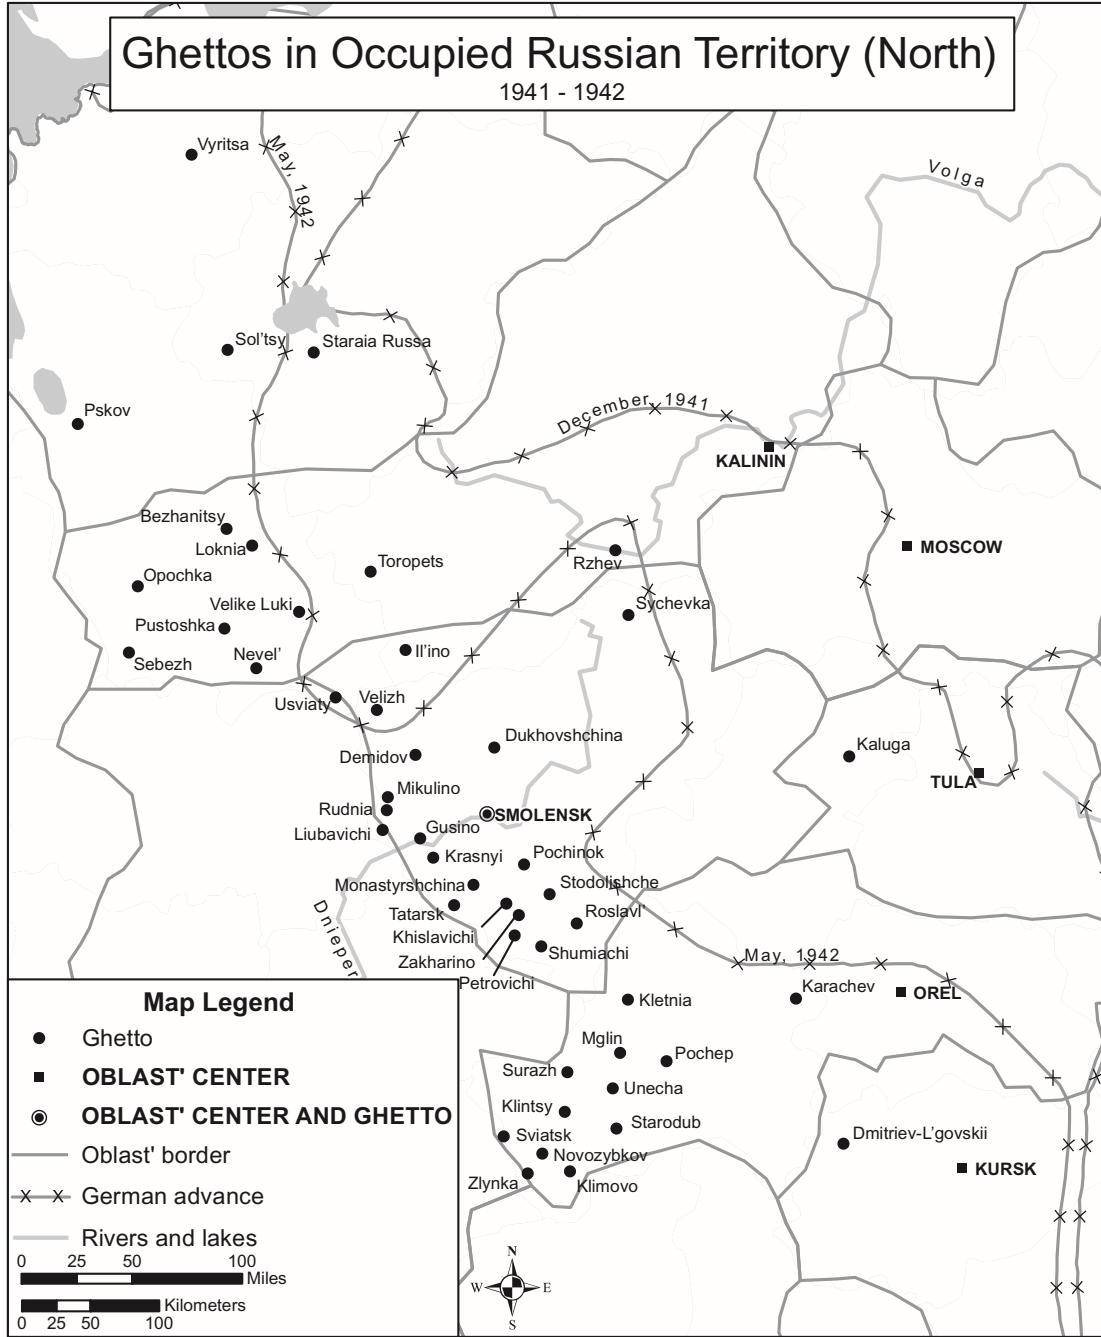 Ghettos in Occupied Russian Territory (North)
1941 - 1942
Vyritsa
May, 1942
Volga
Sol'tsy
Staraia Russa
Pskov
December, 1941
KALININ
Bezhanitsy
Loknia
Opochka
Toropets
Rzhev
MOSCOW
Velike Luki
Pustoshka
Sychevka
Sebezh
Nevel'
Il'ino
Usviaty
Velizh
Demidov
Dukhovshchina
Kaluga
TULA
Mikulino
Rudnia
SMOLENSK
Liubavichi
Gusino
Krasnyi
Pochinok
Monastyrshchina
Stodolishche
Tatarsk
Roslavl'
Khislavichi
Dnieper
Zakharino
Shumiachi
Petrovichi
May, 1942
Karachev
OREL
Kletnia
Mglin
Pochep
Surazh
Unecha
Klintsy
Starodub
Sviatsk
Novozybkov
Zlynka
Klimovo
Dmitriev-L'govskii
KURSK
Map Legend
Ghetto
OBLAST' CENTER
OBLAST' CENTER AND GHETTO
Oblast' border
German advance
Rivers and lakes
0 25 50 100
Miles
Kilometers
0 25 50 100
N
W E
S